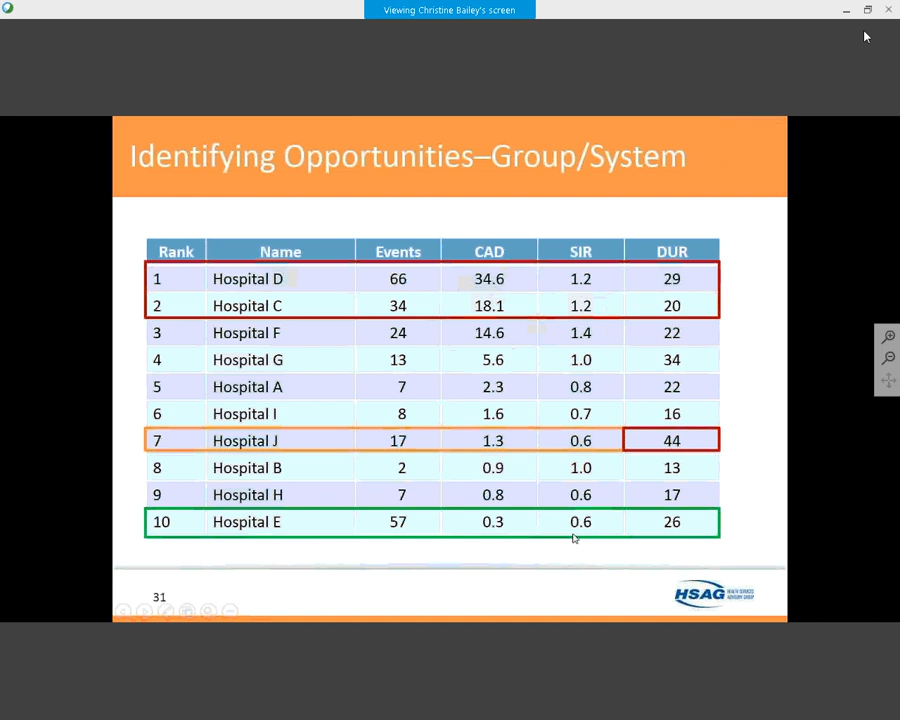 Viewing Christine Bailey's screen
Identifying Opportunities–Group/System
Rank Name Events CAD SIR DUR
1 Hospital D 66 34.6 1.2 29
2 Hospital C 34 18.1 1.2 20
3 Hospital F 24 14.6 1.4 22
4 Hospital G 13 5.6 1.0 34
5 Hospital A 7 2.3 0.8 22
6 Hospital I 8 1.6 0.7 16
7 Hospital J 17 1.3 0.6 44
8 Hospital B 2 0.9 1.0 13
9 Hospital H 7 0.8 0.6 17
10 Hospital E 57 0.3 0.6 26
31
HSAG HEALTH SERVICES
ADVISORY GROUP